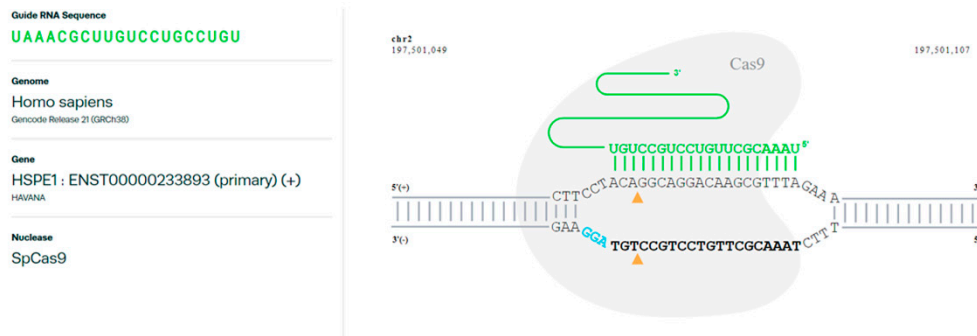 Guide RNA Sequence
UAAACGCUUGUCCUGCCUGU
Genome
Homo sapiens
Gencode Release 21 (GRCh38)
Gene
HSPE1 : ENST00000233893 (primary) (+)
HAVANA
Nuclease
SpCas9
chr2
197,501,049
197,501,107
Cas9
3'
UGUCCGUCCUGUUCGCAAAU 5'
5'(+)
CTTCCTACAGGCAGGACAAGCGTTTAGAAA
3'(-)
GAAGGATGTCCGTCCTGTTCGCAAATCTTT